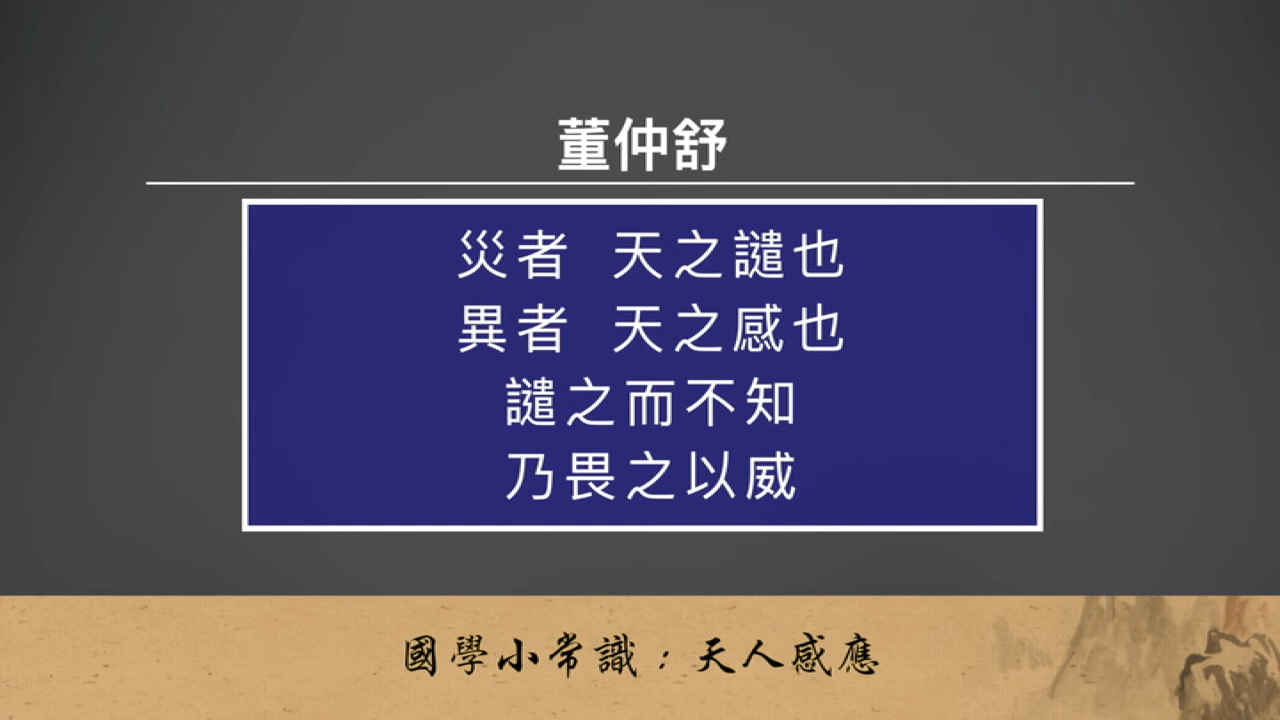 董仲舒
災者 天之譴也
異者 天之感也
譴之而不知
乃畏之以威
國學小常識：天人感應